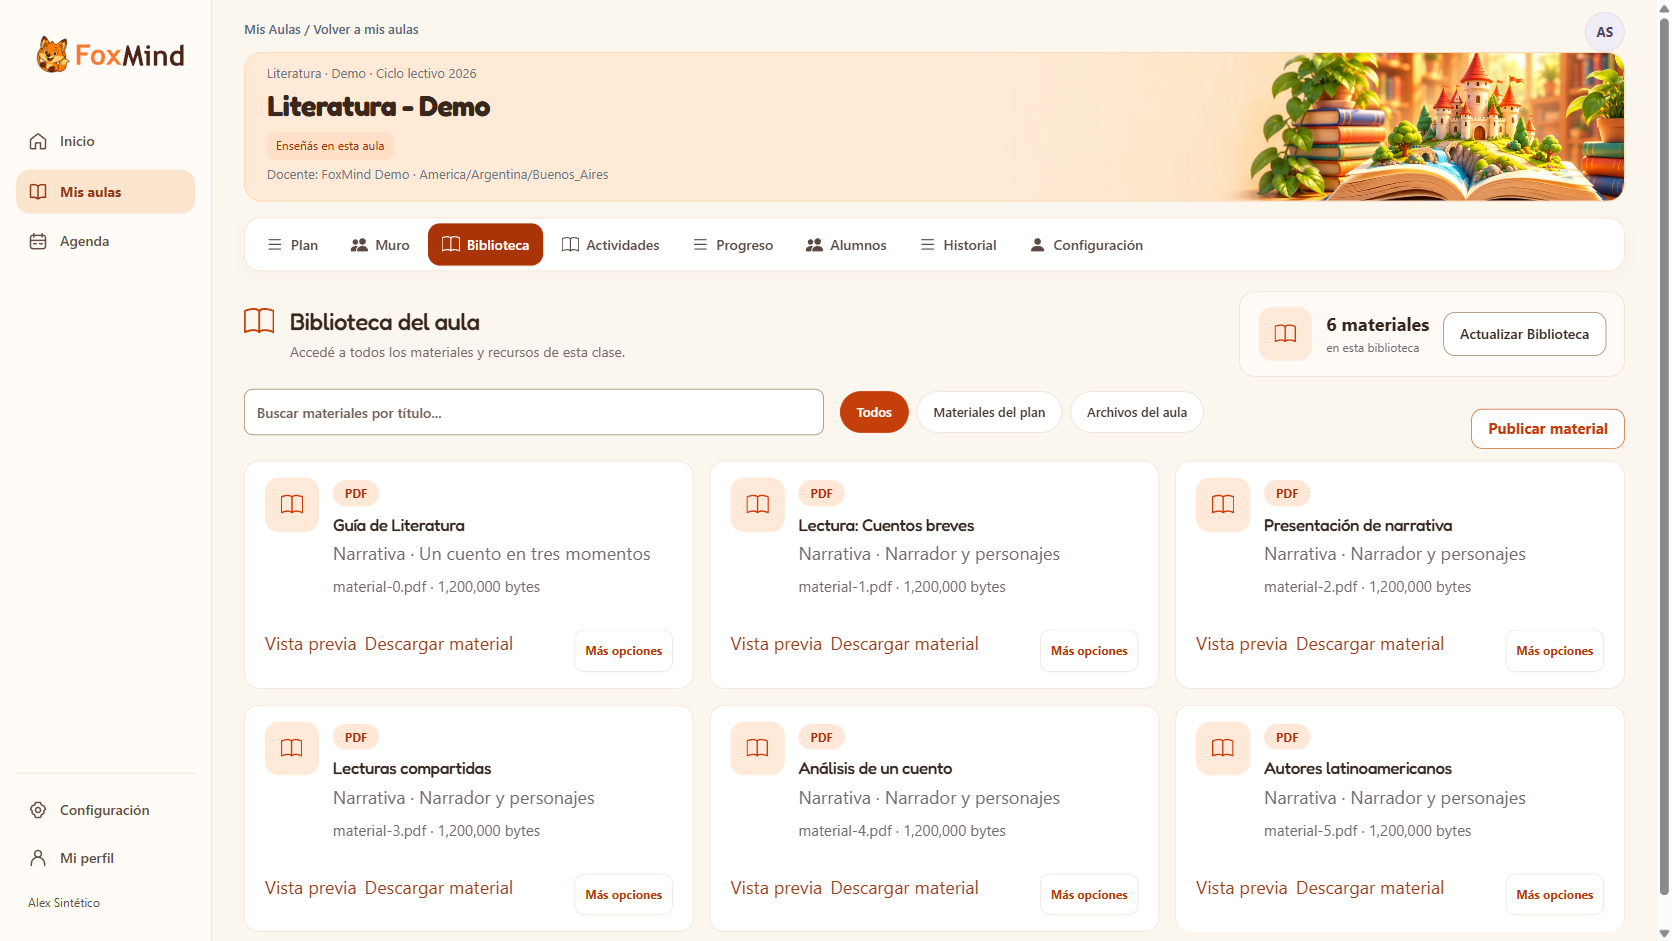 FoxMind
Inicio
Mis aulas
Agenda
Configuración
Mi perfil
Alex Sintético
Mis Aulas / Volver a mis aulas
AS
Literatura · Demo · Ciclo lectivo 2026
Literatura - Demo
Enseñás en esta aula
Docente: FoxMind Demo · America/Argentina/Buenos_Aires
Plan
Muro
Biblioteca
Actividades
Progreso
Alumnos
Historial
Configuración
Biblioteca del aula
Accedé a todos los materiales y recursos de esta clase.
6 materiales
en esta biblioteca
Actualizar Biblioteca
Buscar materiales por título...
Todos
Materiales del plan
Archivos del aula
Publicar material
PDF
Guía de Literatura
Narrativa · Un cuento en tres momentos
material-0.pdf · 1,200,000 bytes
Vista previa Descargar material
Más opciones
PDF
Lectura: Cuentos breves
Narrativa · Narrador y personajes
material-1.pdf · 1,200,000 bytes
Vista previa Descargar material
Más opciones
PDF
Presentación de narrativa
Narrativa · Narrador y personajes
material-2.pdf · 1,200,000 bytes
Vista previa Descargar material
Más opciones
PDF
Lecturas compartidas
Narrativa · Narrador y personajes
material-3.pdf · 1,200,000 bytes
Vista previa Descargar material
Más opciones
PDF
Análisis de un cuento
Narrativa · Narrador y personajes
material-4.pdf · 1,200,000 bytes
Vista previa Descargar material
Más opciones
PDF
Autores latinoamericanos
Narrativa · Narrador y personajes
material-5.pdf · 1,200,000 bytes
Vista previa Descargar material
Más opciones